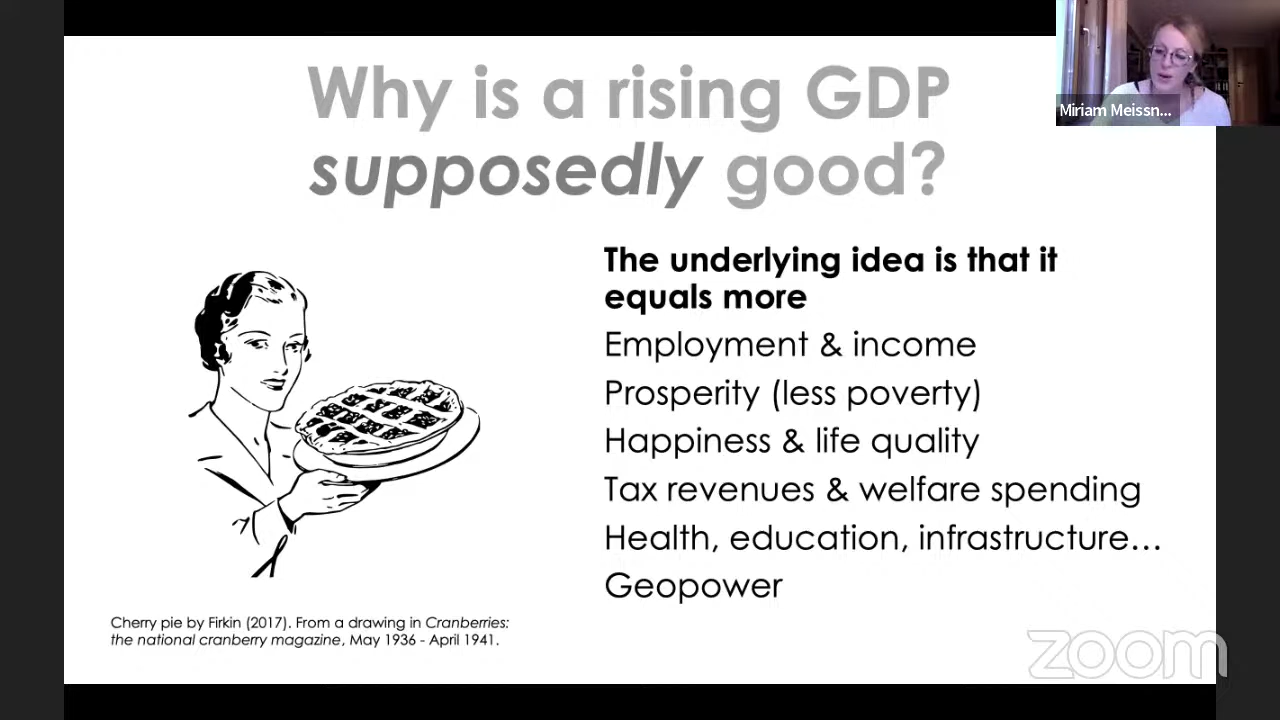 Why is a rising GDP
supposedly good?
Miriam Meissn...
The underlying idea is that it
equals more
Employment & income
Prosperity (less poverty)
Happiness & life quality
Tax revenues & welfare spending
Health, education, infrastructure…
Geopower
Cherry pie by Firkin (2017). From a drawing in Cranberries:
the national cranberry magazine, May 1936 - April 1941.
zoom